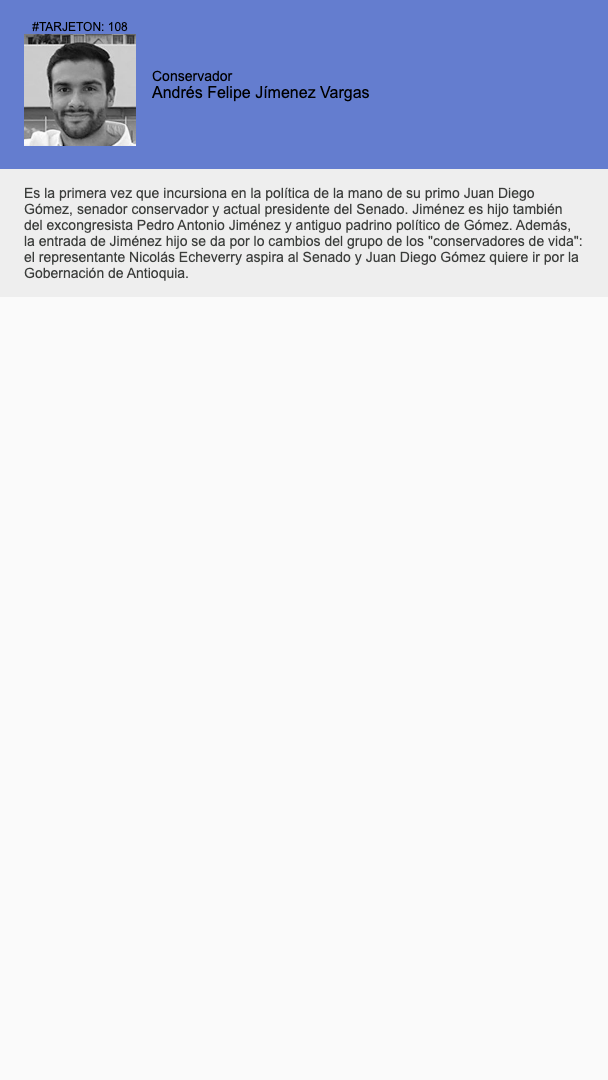 #TARJETON: 108
Conservador
Andrés Felipe Jímenez Vargas
Es la primera vez que incursiona en la política de la mano de su primo Juan Diego
Gómez, senador conservador y actual presidente del Senado. Jiménez es hijo también
del excongresista Pedro Antonio Jiménez y antiguo padrino político de Gómez. Además,
la entrada de Jiménez hijo se da por lo cambios del grupo de los "conservadores de vida":
el representante Nicolás Echeverry aspira al Senado y Juan Diego Gómez quiere ir por la
Gobernación de Antioquia.